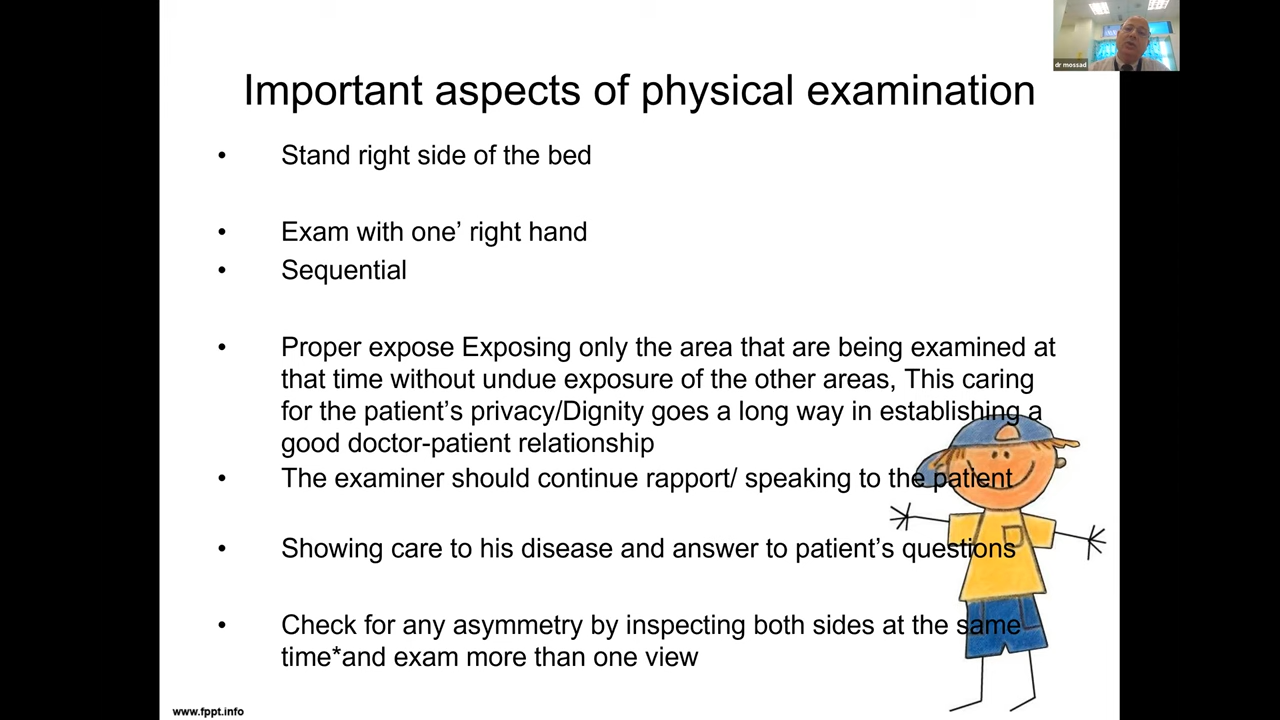 dr mossad
Important aspects of physical examination
• Stand right side of the bed
• Exam with one’ right hand
• Sequential
• Proper expose Exposing only the area that are being examined at
that time without undue exposure of the other areas, This caring
for the patient’s privacy/Dignity goes a long way in establishing a
good doctor-patient relationship
• The examiner should continue rapport/ speaking to the patient
• Showing care to his disease and answer to patient’s questions
• Check for any asymmetry by inspecting both sides at the same
time*and exam more than one view
www.fppt.info